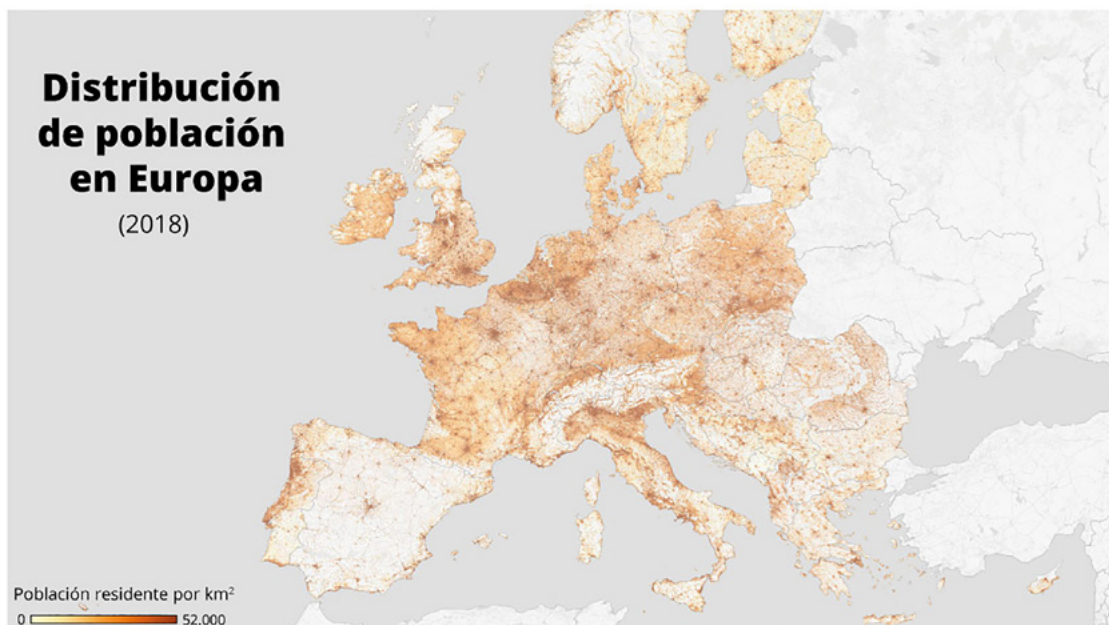 Distribución
de población
en Europa
(2018)
Población residente por km²
0 52.000